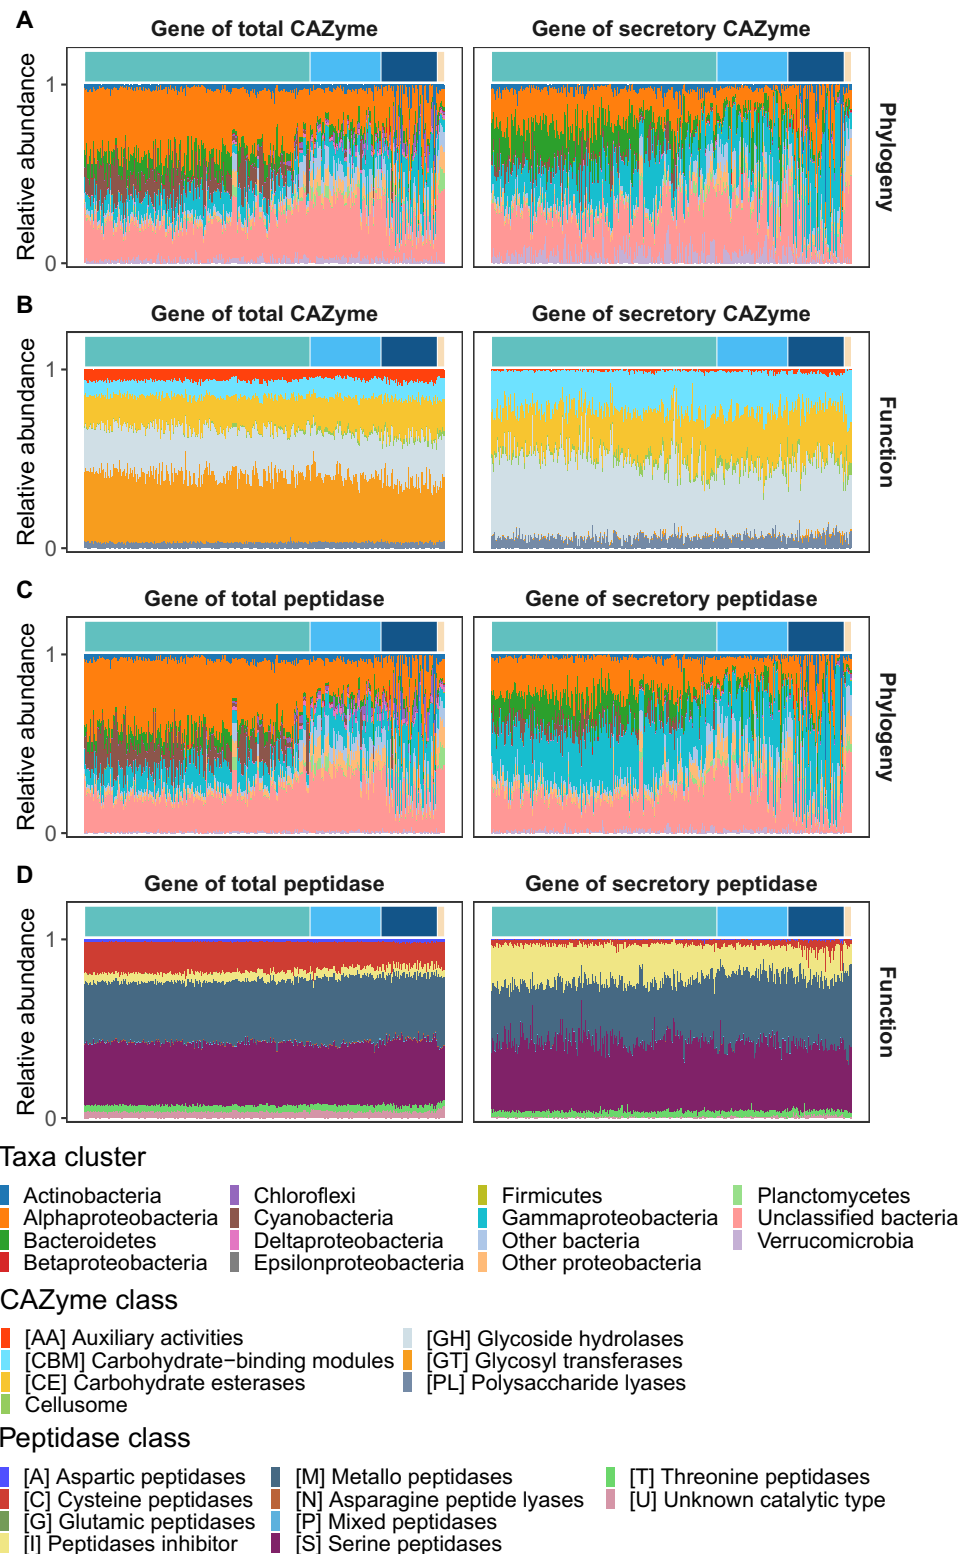 A
Gene of total CAZyme
Gene of secretory CAZyme
Relative abundance
1
0
Phylogeny
B
Gene of total CAZyme
Gene of secretory CAZyme
Relative abundance
1
0
Function
C
Gene of total peptidase
Gene of secretory peptidase
Relative abundance
1
0
Phylogeny
D
Gene of total peptidase
Gene of secretory peptidase
Relative abundance
1
0
Function
Taxa cluster
Actinobacteria
Chloroflexi
Firmicutes
Planctomycetes
Alphaproteobacteria
Cyanobacteria
Gammaproteobacteria
Unclassified bacteria
Bacteroidetes
Deltaproteobacteria
Other bacteria
Verrucomicrobia
Betaproteobacteria
Epsilonproteobacteria
Other proteobacteria
CAZyme class
[AA] Auxiliary activities
[GH] Glycoside hydrolases
[CBM] Carbohydrate−binding modules
[GT] Glycosyl transferases
[CE] Carbohydrate esterases
[PL] Polysaccharide lyases
Cellusome
Peptidase class
[A] Aspartic peptidases
[M] Metallo peptidases
[T] Threonine peptidases
[C] Cysteine peptidases
[N] Asparagine peptide lyases
[U] Unknown catalytic type
[G] Glutamic peptidases
[P] Mixed peptidases
[I] Peptidases inhibitor
[S] Serine peptidases